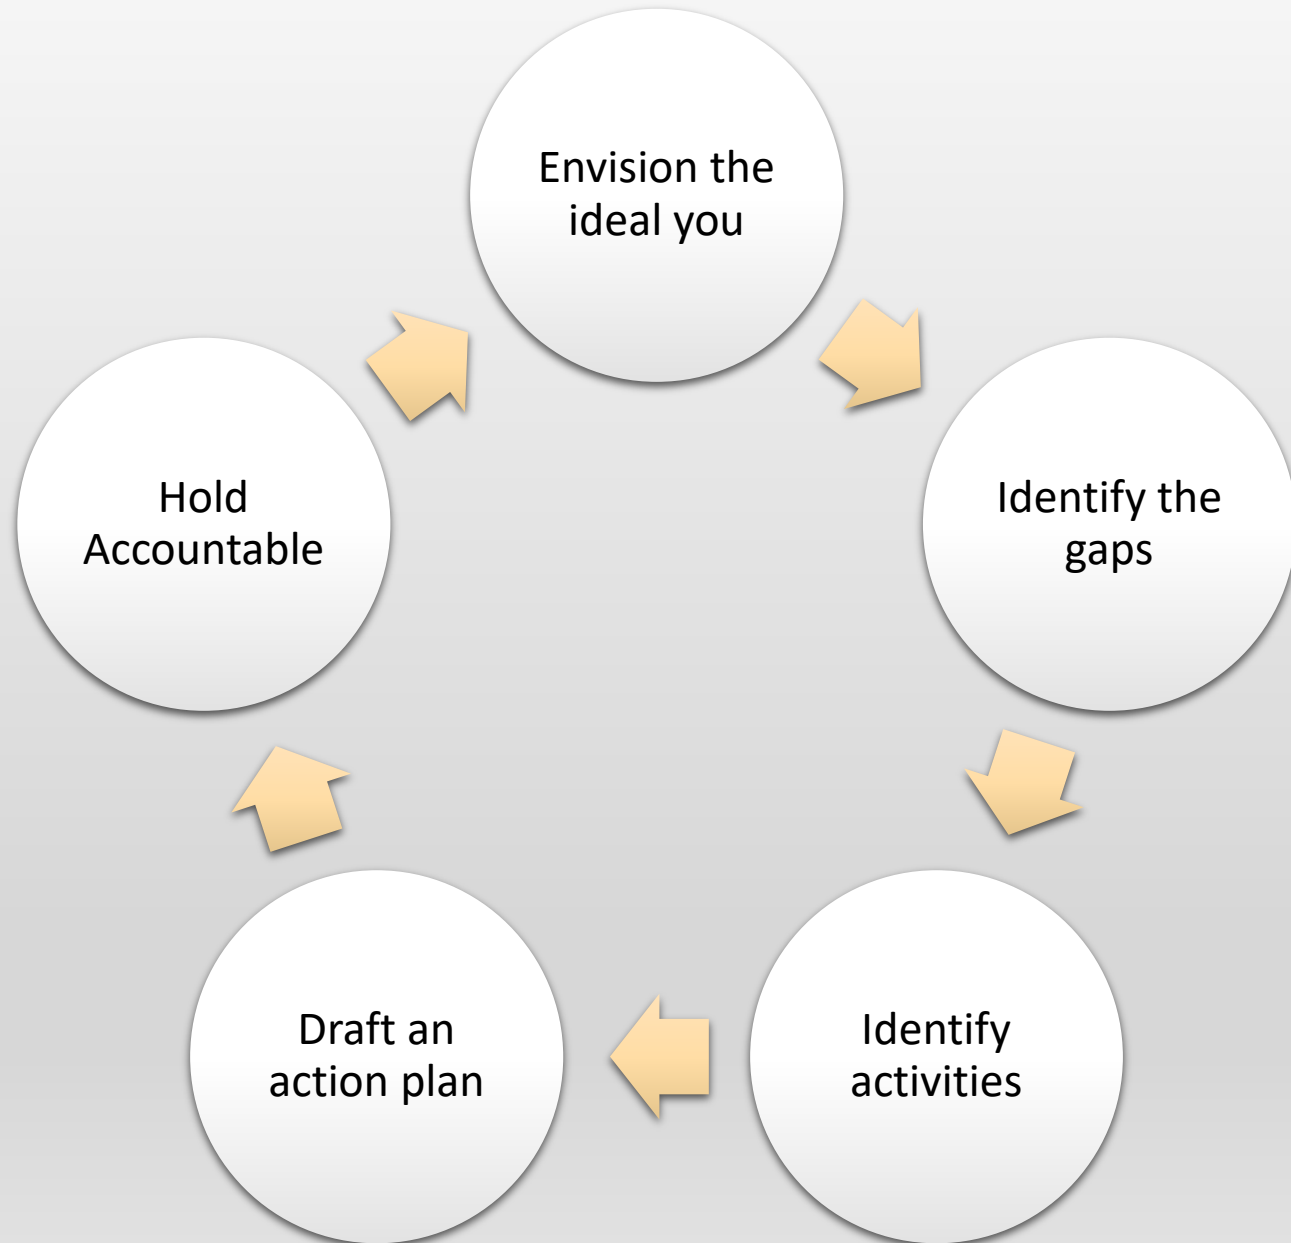 Envision the
ideal you
Identify the
gaps
Identify
activities
Draft an
action plan
Hold
Accountable